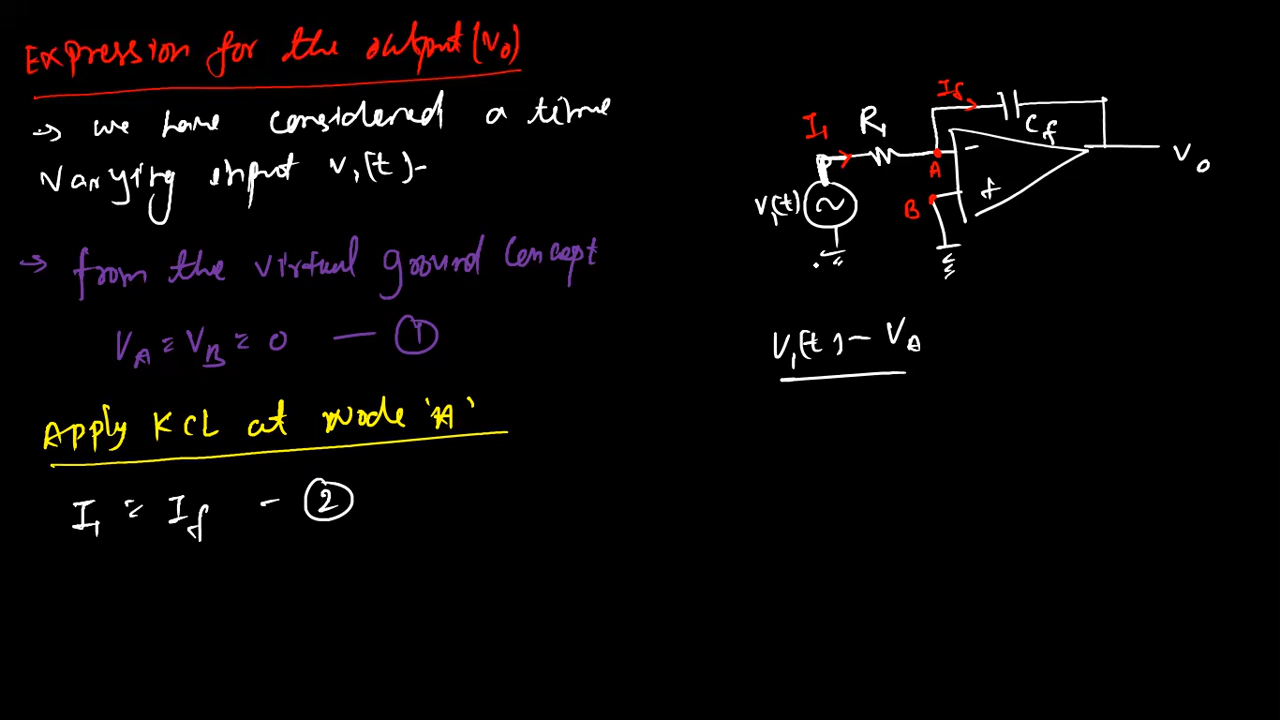 Expression for the output (V0)
→ we have considered a time
varying input V1(t)-
→ from the virtual ground concept
VA = VB = 0 — ①
Apply KCL at node 'A'
I1 = If - ②
If
I1
R1
Cf
A
-
V0
V1(t)
B
+
V1(t) - VA